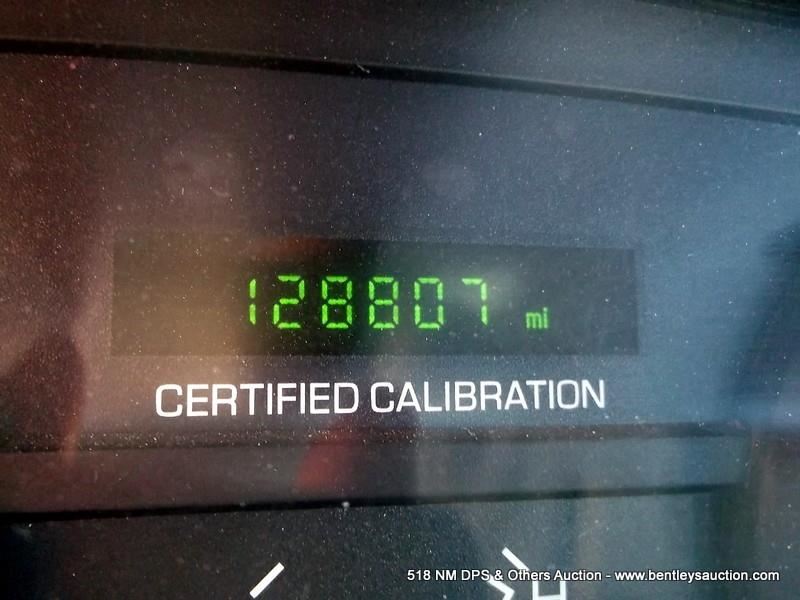 128807 mi
CERTIFIED CALIBRATION
518 NM DPS & Others Auction - www.bentleysauction.com